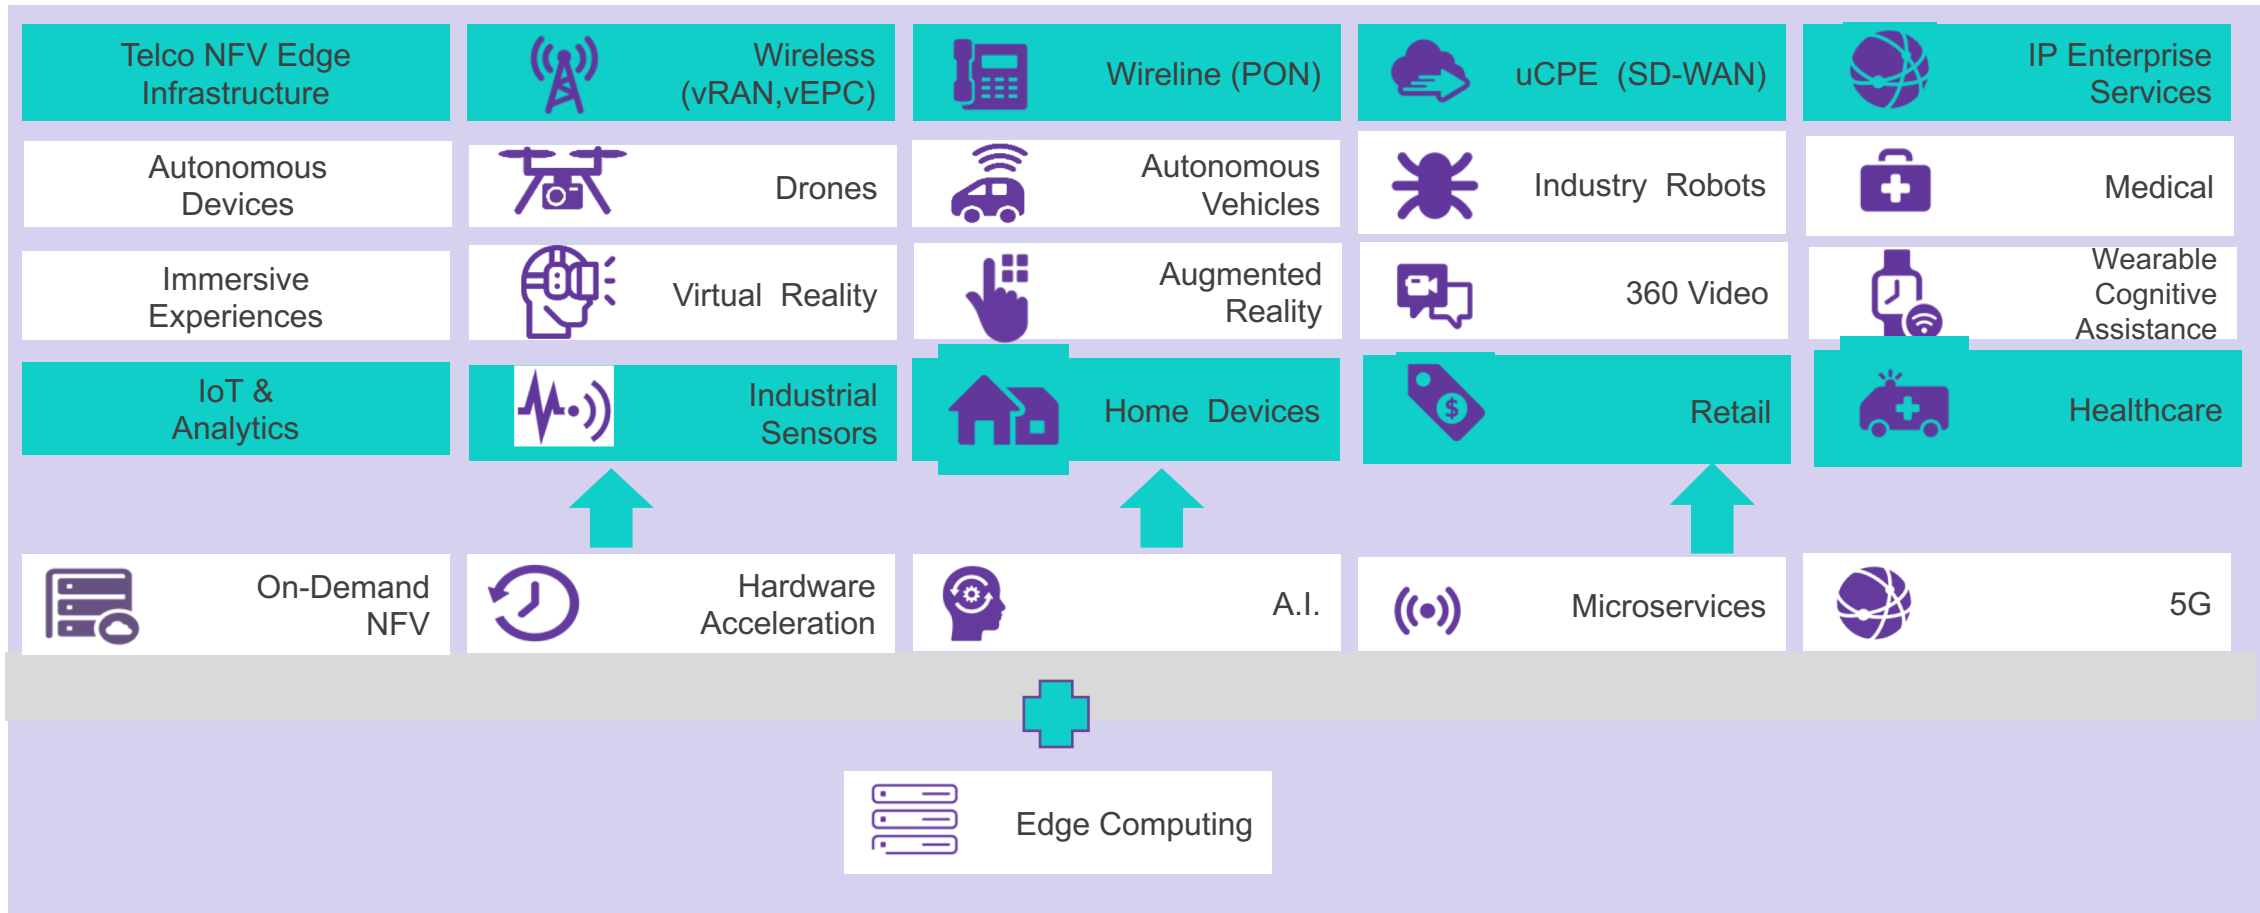 Telco NFV Edge
Infrastructure
Wireless
(vRAN,vEPC)
Wireline (PON)
uCPE (SD-WAN)
IP Enterprise
Services
Autonomous
Devices
Drones
Autonomous
Vehicles
Industry Robots
Medical
Immersive
Experiences
Virtual Reality
Augmented
Reality
360 Video
Wearable
Cognitive
Assistance
IoT &
Analytics
Industrial
Sensors
Home Devices
$
Retail
Healthcare
On-Demand
NFV
Hardware
Acceleration
A.I.
Microservices
5G
Edge Computing